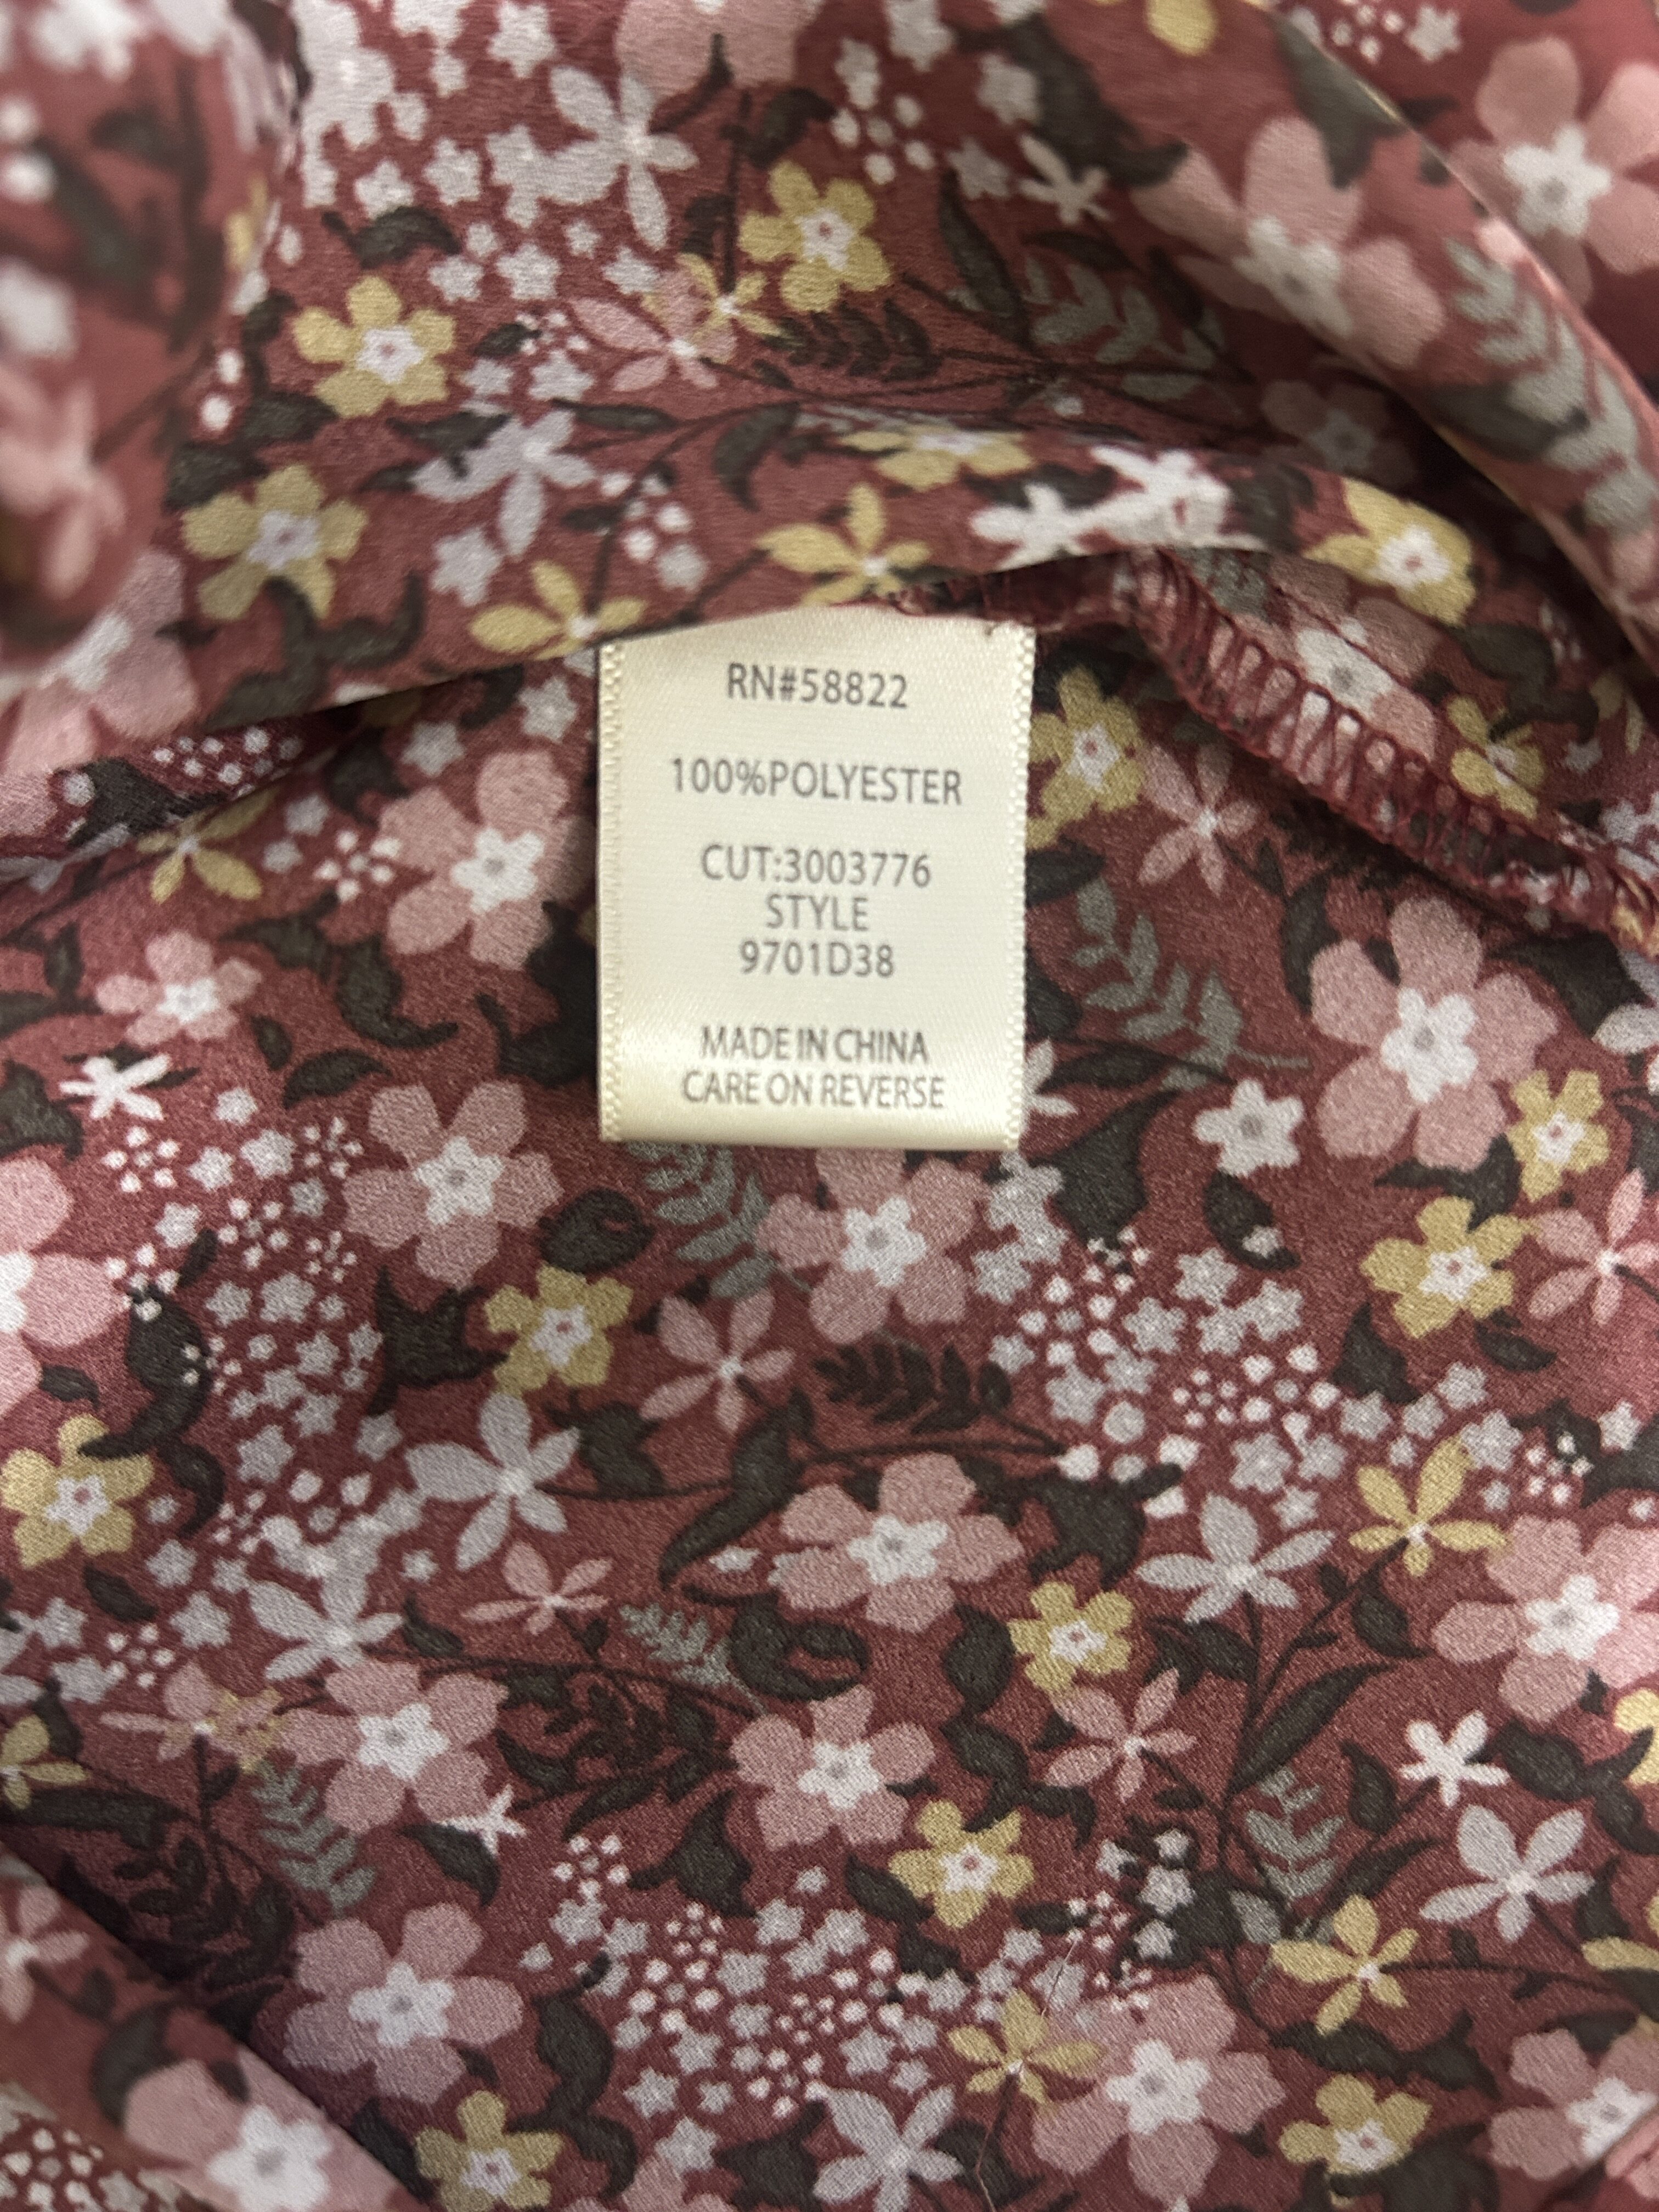 RN#58822
100%POLYESTER
CUT:3003776
STYLE
9701D38
MADE IN CHINA
CARE ON REVERSE